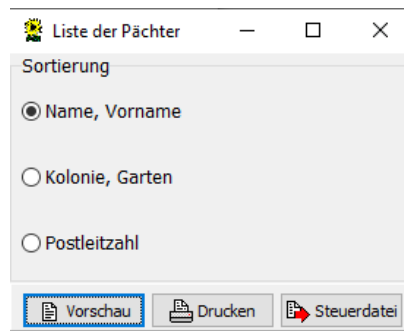 Liste der Pächter
Sortierung
Name, Vorname
Kolonie, Garten
Postleitzahl
Vorschau Drucken Steuerdatei